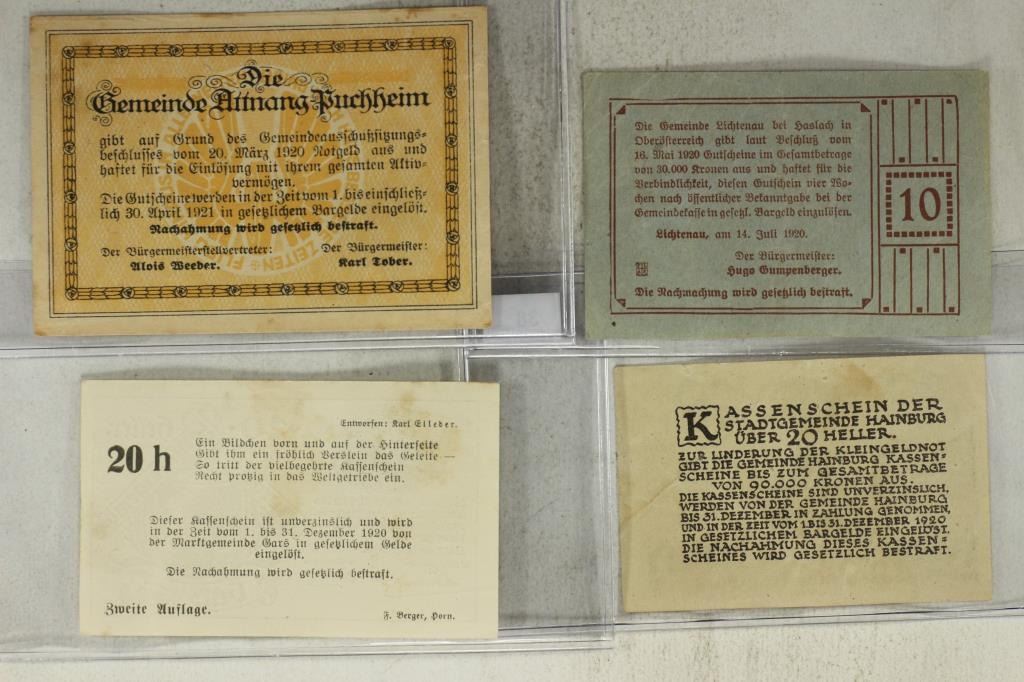 Die
Gemeinde Attnang-Puchheim
gibt auf Grund des Gemeindeausschußsitzungs-
beschlusses vom 20. März 1920 Notgeld aus und
haftet für die Einlösung mit ihrem gesamten Aktiv-
vermögen.
Die Gutscheine werden in der Zeit vom 1. bis einschließ-
lich 30. April 1921 in gesetzlichem Bargelde eingelöst.
Nachahmung wird gesetzlich bestraft.
Der Bürgermeisterstellvertreter: Der Bürgermeister:
Alois Weeder. Karl Tober.
ZEITEN
Die Gemeinde Lichtenau bei Haslach in
Oberösterreich gibt laut Beschluß vom
16. Mai 1920 Gutscheine im Gesamtbetrage
von 30.000 Kronen aus und haftet für die
Verbindlichkeit, diesen Gutschein vier Wo-
chen nach öffentlicher Bekanntgabe bei der
Gemeindekasse in gesetzl. Bargeld einzulösen.
Lichtenau, am 14. Juli 1920.
Der Bürgermeister:
Hugo Gumpenberger.
Die Nachmachung wird gesetzlich bestraft.
10
Entworfen: Karl Elleder.
20 h
Ein Bildchen vorn und auf der Hinterseite
Gibt ihm ein fröhlich Verslein das Geleite —
So tritt der vielbegehrte Kassenschein
Recht protzig in das Weltgetriebe ein.
Dieser Kassenschein ist unverzinslich und wird
in der Zeit vom 1. bis 31. Dezember 1920 von
der Marktgemeinde Gars in gesetzlichem Gelde
eingelöst.
Die Nachahmung wird gesetzlich bestraft.
Zweite Auflage.
F. Berger, Horn.
KASSENSCHEIN DER
STADTGEMEINDE HAINBURG
ÜBER 20 HELLER.
ZUR LINDERUNG DER KLEINGELDNOT
GIBT DIE GEMEINDE HAINBURG KASSEN-
SCHEINE BIS ZUM GESAMTBETRAGE
VON 90.000 KRONEN AUS.
DIE KASSENSCHEINE SIND UNVERZINSLICH,
WERDEN VON DER GEMEINDE HAINBURG
BIS 31. DEZEMBER IN ZAHLUNG GENOMMEN,
UND IN DER ZEIT VOM 1. BIS 31. DEZEMBER 1920
IN GESETZLICHEM BARGELDE EINGELÖST.
DIE NACHAHMUNG DIESES KASSEN=
SCHEINES WIRD GESETZLICH BESTRAFT.